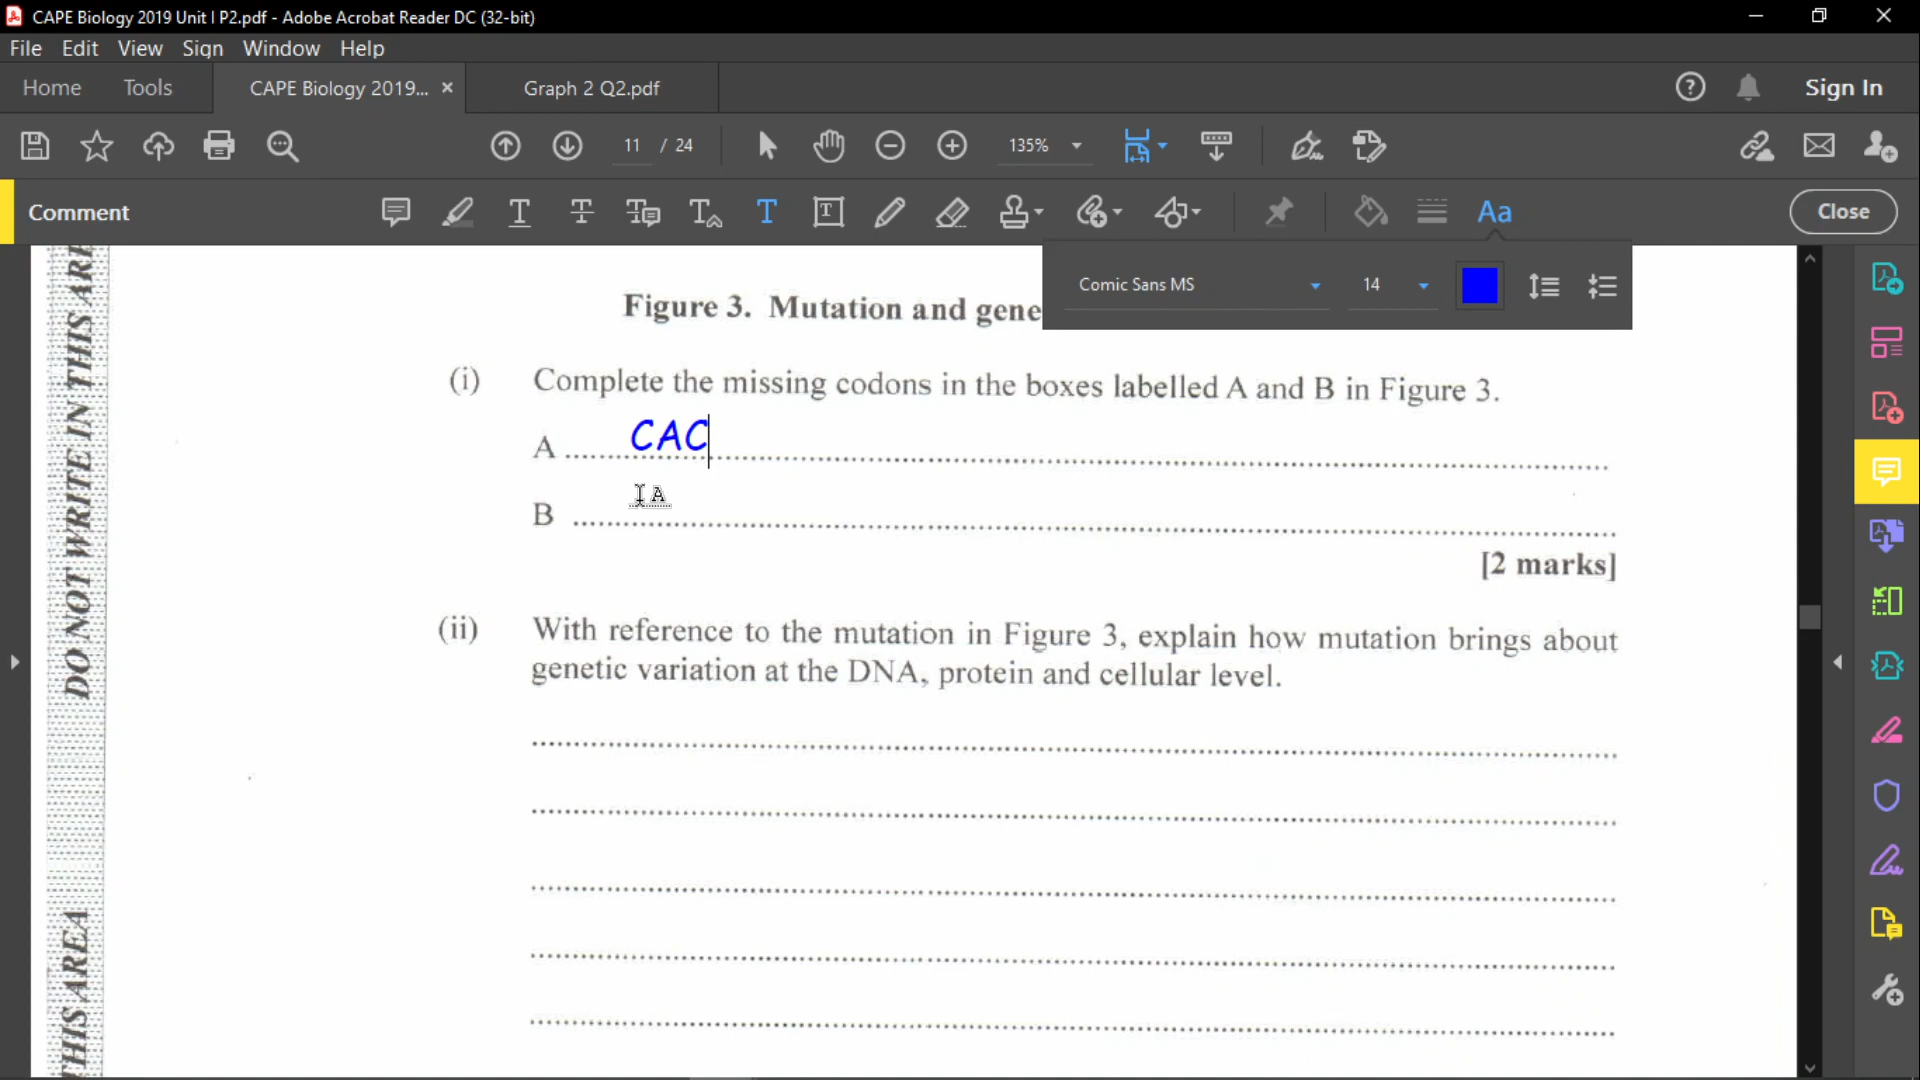 CAPE Biology 2019 Unit I P2.pdf - Adobe Acrobat Reader DC (32-bit)
File Edit View Sign Window Help
Home Tools CAPE Biology 2019... × Graph 2 Q2.pdf Sign In
11 / 24 135%
Comment Close
Comic Sans MS 14
DO NOT WRITE IN THIS ARE
THIS AREA
Figure 3. Mutation and gene
(i) Complete the missing codons in the boxes labelled A and B in Figure 3.
A CAC
B
[2 marks]
(ii) With reference to the mutation in Figure 3, explain how mutation brings about
genetic variation at the DNA, protein and cellular level.